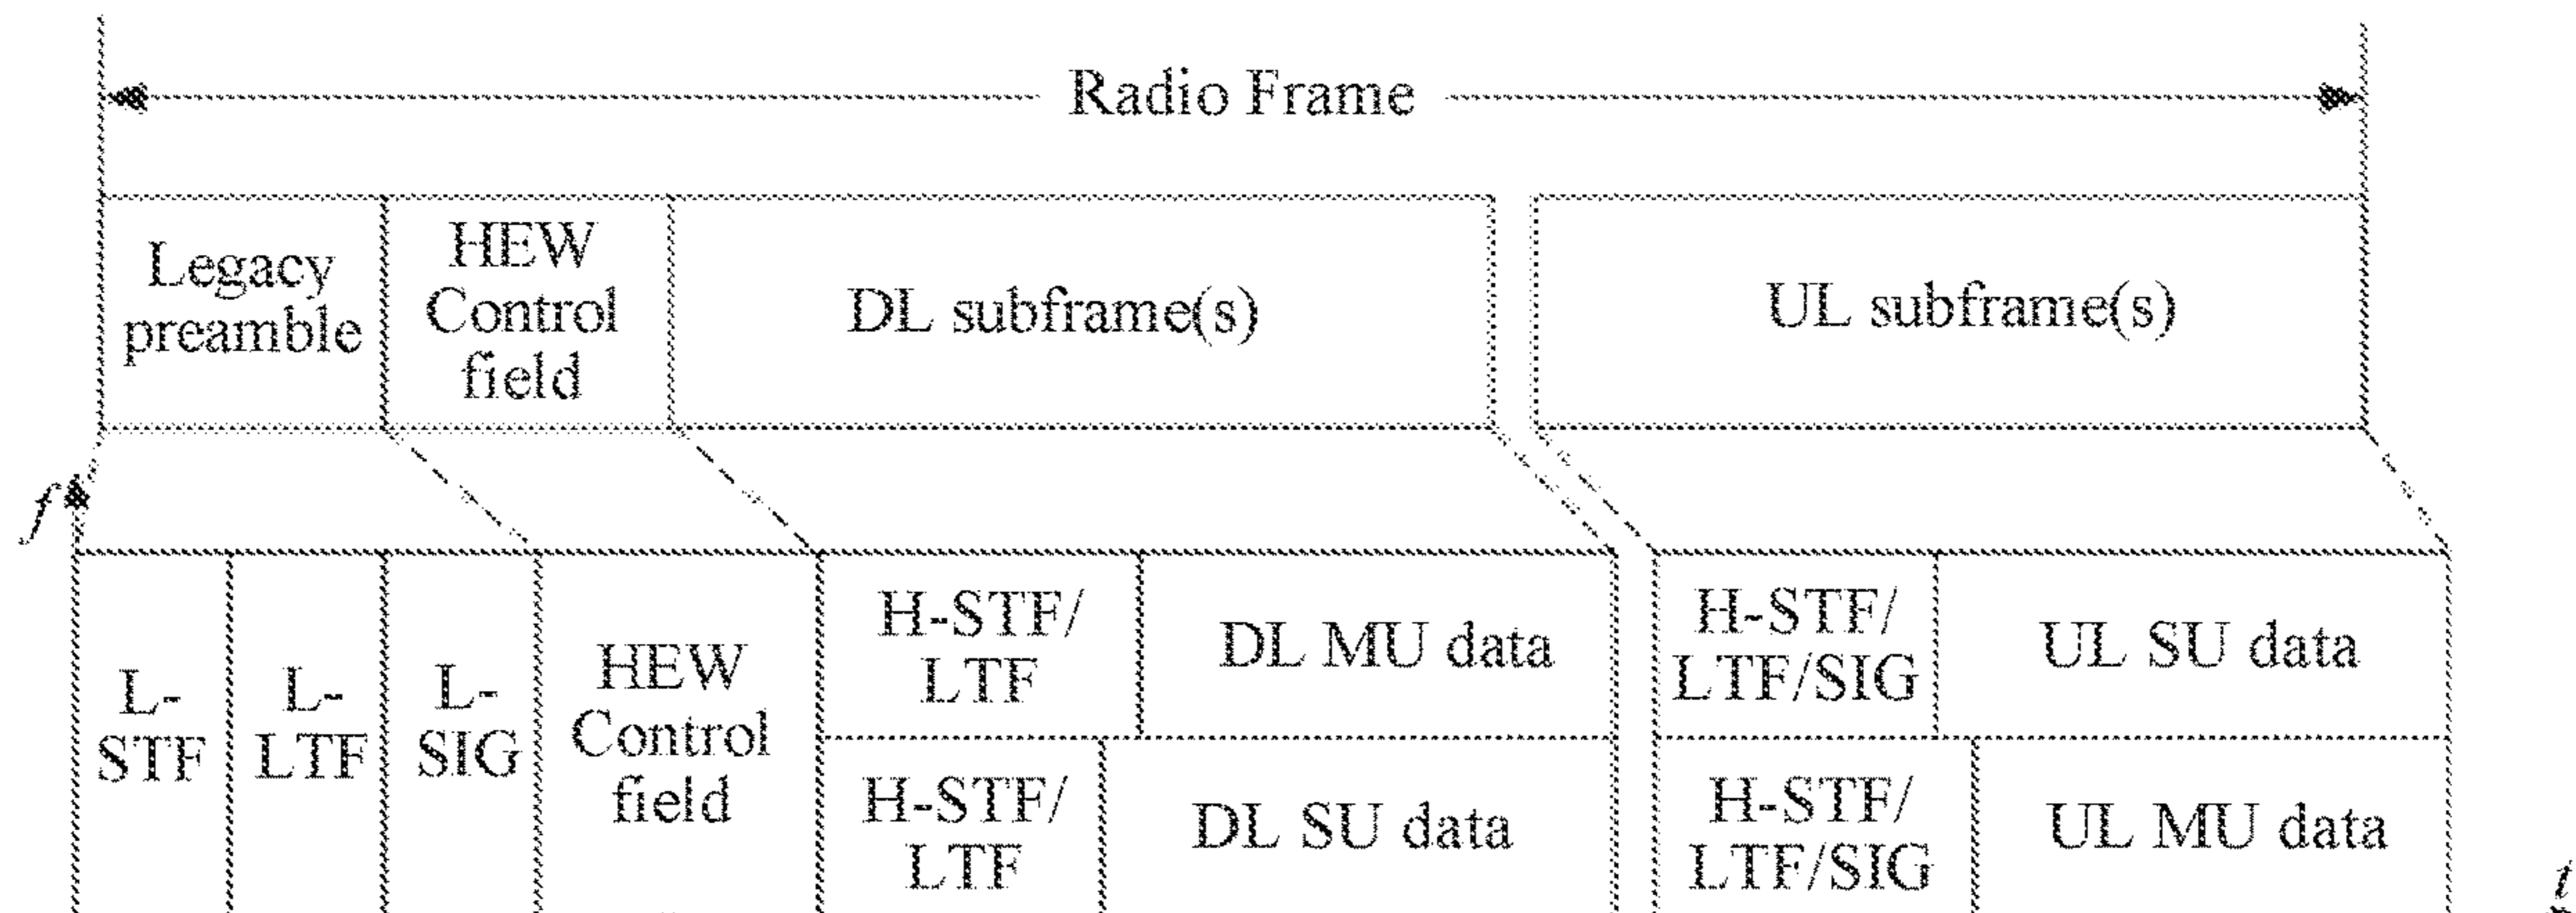 Radio Frame
Legacy
preamble
HEW
Control
field
DL subframe(s)
UL subframe(s)
f
L-
STF
L-
LTF
L-
SIG
HEW
Control
field
H-STF/
LTF
DL MU data
H-STF/
LTF/SIG
UL SU data
H-STF/
LTF
DL SU data
H-STF/
LTF/SIG
UL MU data
t